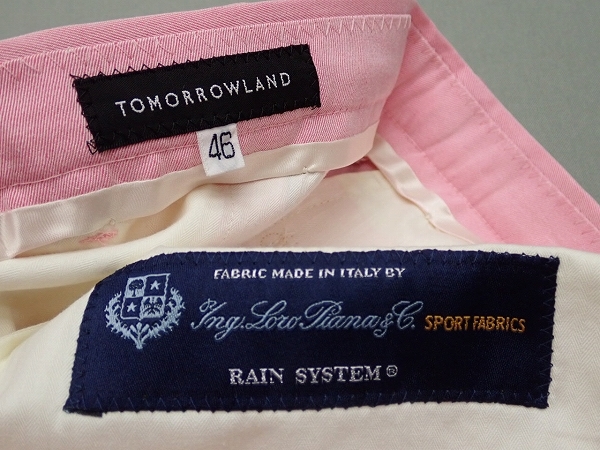 TOMORROWLAND
46
FABRIC MADE IN ITALY BY
Ing. Loro Piana & C. SPORT FABRICS
RAIN SYSTEM®